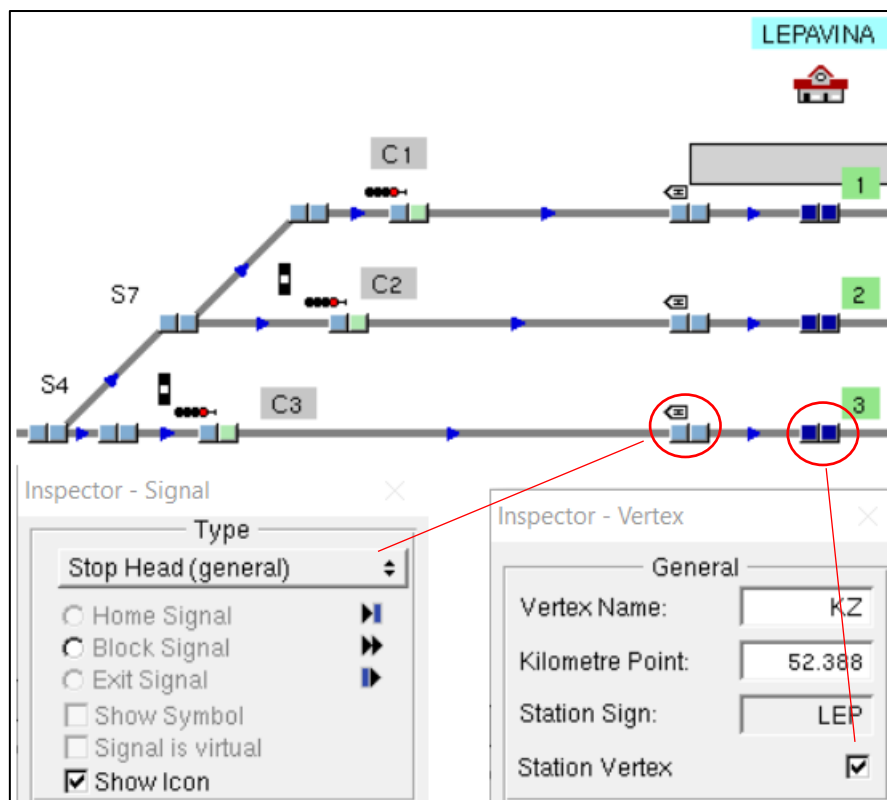 LEPAVINA
C1
1
S7
C2
2
S4
C3
3
Inspector - Signal
Type
Stop Head (general)
Home Signal
Block Signal
Exit Signal
Show Symbol
Signal is virtual
Show Icon
Inspector - Vertex
General
Vertex Name: KZ
Kilometre Point: 52.388
Station Sign: LEP
Station Vertex